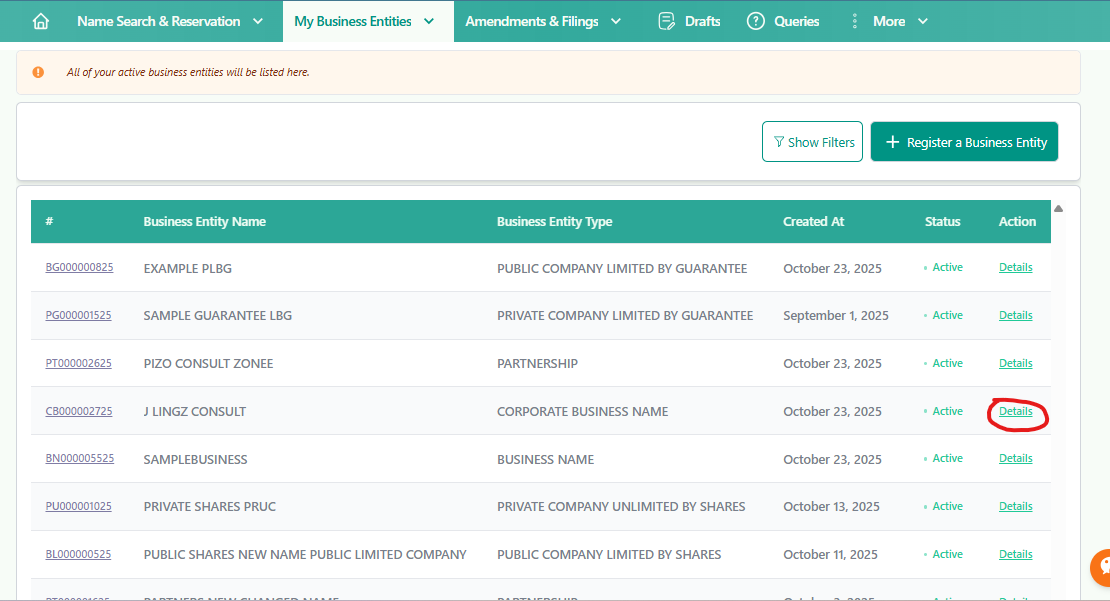 Name Search & Reservation My Business Entities Amendments & Filings Drafts Queries More
All of your active business entities will be listed here.
Show Filters Register a Business Entity
# Business Entity Name Business Entity Type Created At Status Action
BG000000825 EXAMPLE PLBG PUBLIC COMPANY LIMITED BY GUARANTEE October 23, 2025 Active Details
PG000001525 SAMPLE GUARANTEE LBG PRIVATE COMPANY LIMITED BY GUARANTEE September 1, 2025 Active Details
PT000002625 PIZO CONSULT ZONEE PARTNERSHIP October 23, 2025 Active Details
CB000002725 J LINGZ CONSULT CORPORATE BUSINESS NAME October 23, 2025 Active Details
BN000005525 SAMPLEBUSINESS BUSINESS NAME October 23, 2025 Active Details
PU000001025 PRIVATE SHARES PRUC PRIVATE COMPANY UNLIMITED BY SHARES October 13, 2025 Active Details
BL000000525 PUBLIC SHARES NEW NAME PUBLIC LIMITED COMPANY PUBLIC COMPANY LIMITED BY SHARES October 11, 2025 Active Details